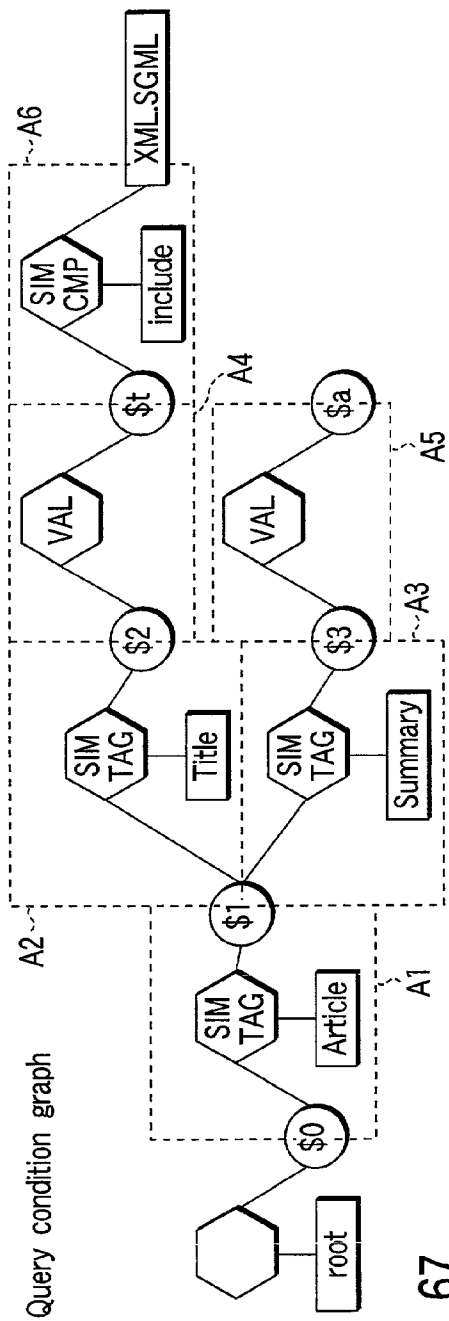 Query condition graph
A2
A6
SIM
TAG
Title
$2
VAL
$t
SIM
CMP
include
XML.SGML
A4
root
$0
SIM
TAG
Article
$1
A1
SIM
TAG
Summary
$3
VAL
$a
A5
A3
67